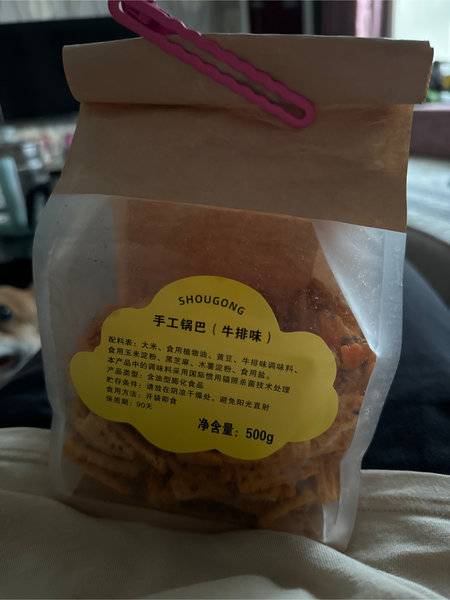 SHOUGONG
手工锅巴（牛排味）
配料表：大米、食用植物油、黄豆、牛排味调味料、
食用玉米淀粉、黑芝麻、木薯淀粉、食用盐。
本产品中的调味料采用国际惯用辐照杀菌技术处理
产品类型：含油型膨化食品
贮存条件：请放在阴凉干燥处，避免阳光直射
食用方法：开袋即食
保质期：90天
净含量：500g